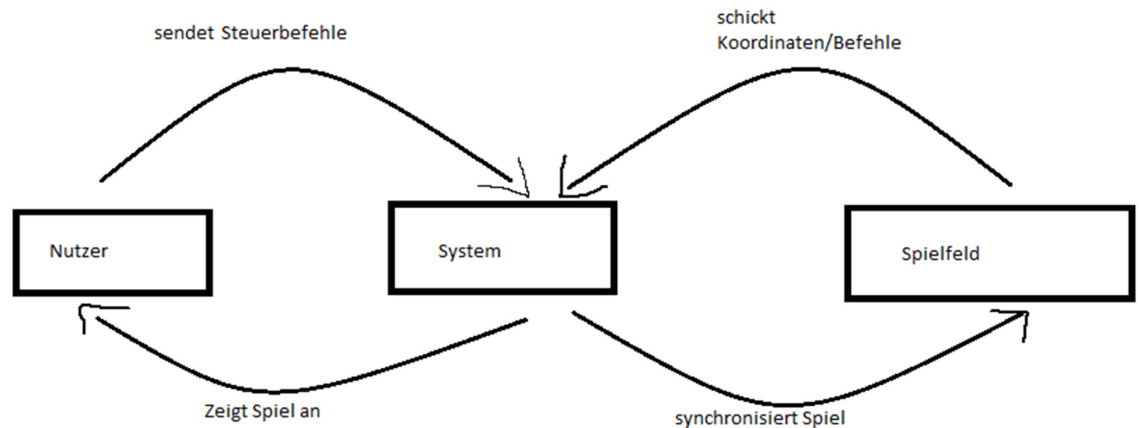 sendet Steuerbefehle
schickt
Koordinaten/Befehle
Nutzer
System
Spielfeld
Zeigt Spiel an
synchronisiert Spiel